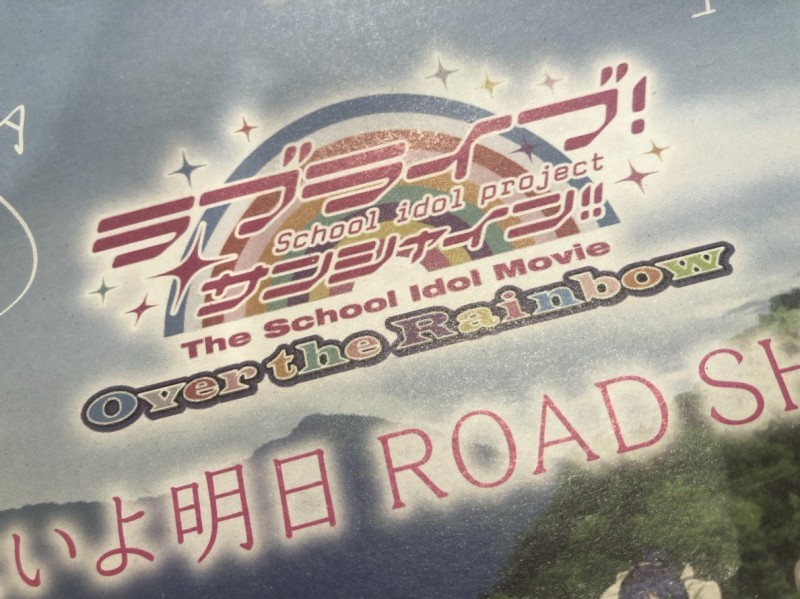 A
ラブライブ!
School idol project
サンシャイン!!
The School Idol Movie
Over the Rainbow
いよ明日 ROAD SH